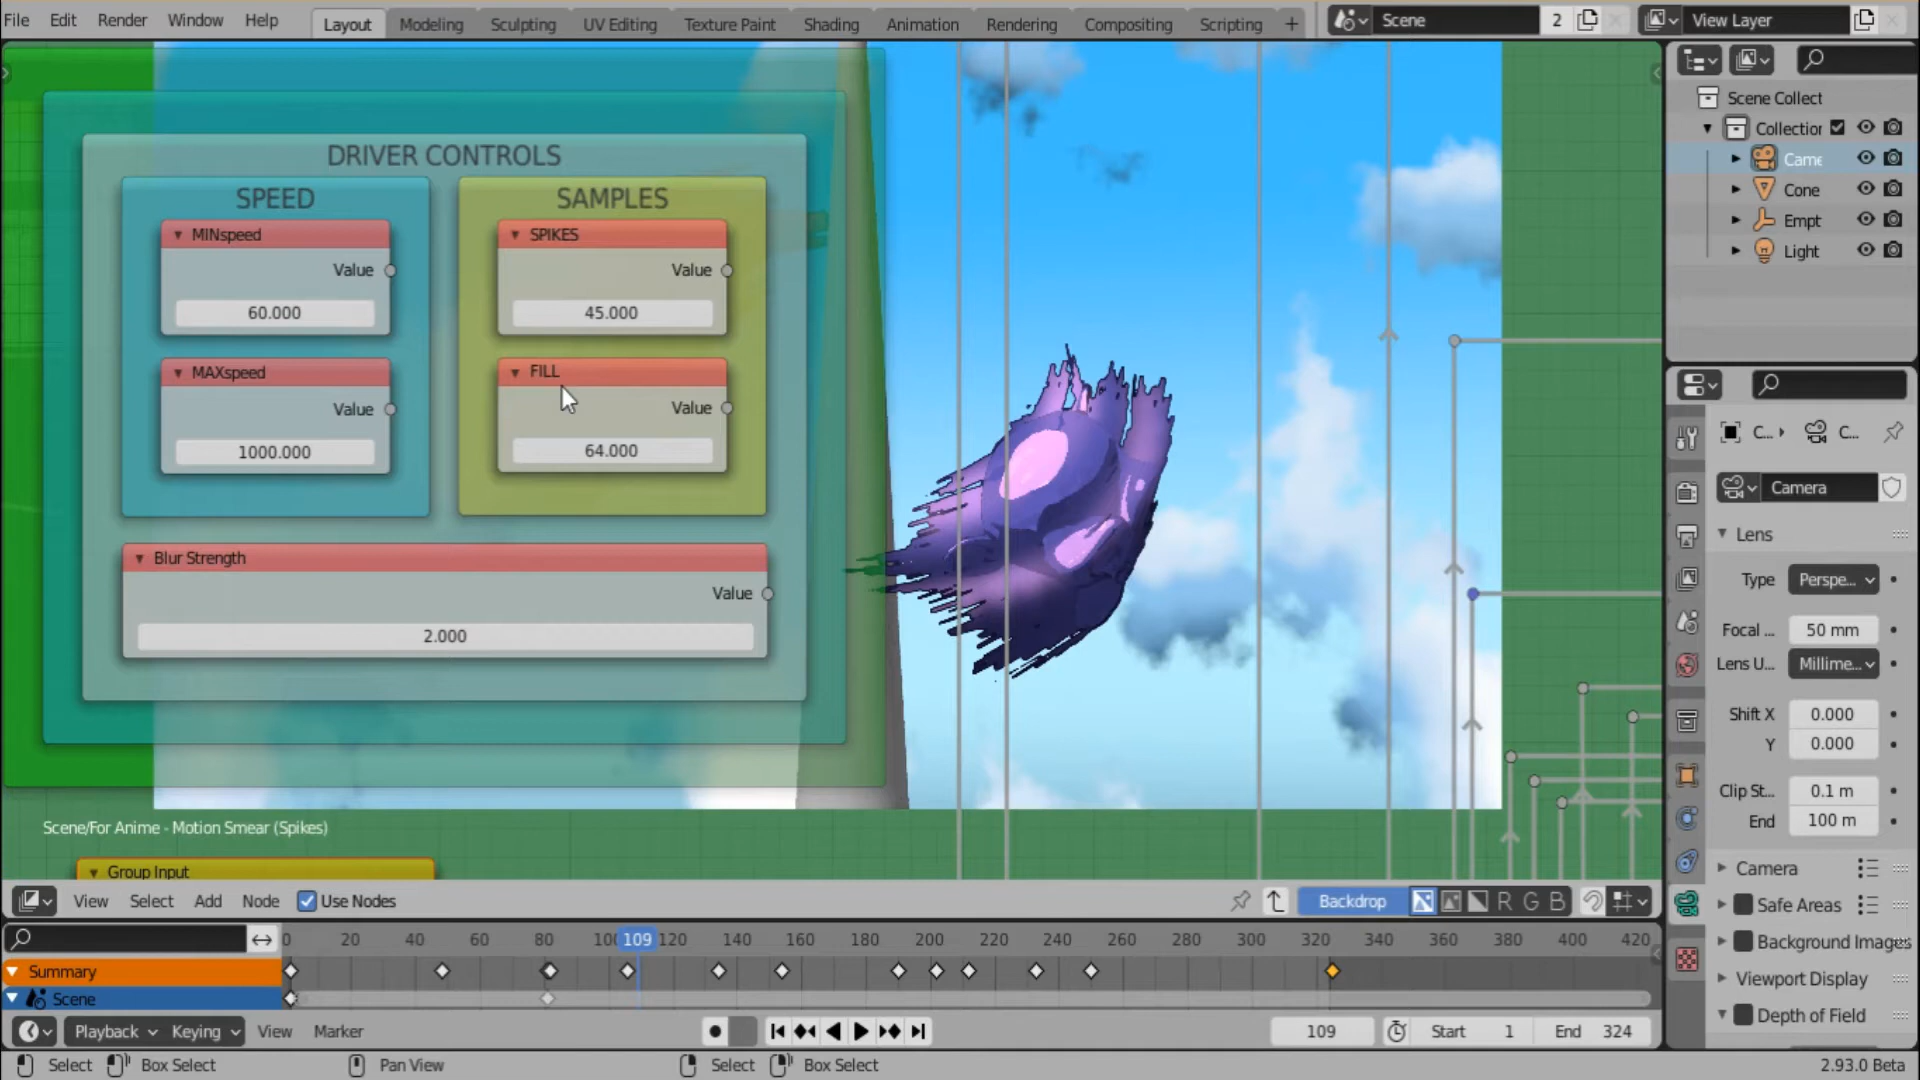 File Edit Render Window Help Layout Modeling Sculpting UV Editing Texture Paint Shading Animation Rendering Compositing Scripting + Scene 2 View Layer
Scene Collect
Collection
Came
Cone
Empt
Light
DRIVER CONTROLS
SPEED SAMPLES
MINspeed SPIKES
Value Value
60.000 45.000
MAXspeed FILL
Value Value
1000.000 64.000
Blur Strength
Value
2.000
Scene/For Anime - Motion Smear (Spikes)
Group Input
C... C...
Camera
Lens
Type Perspe...
Focal ... 50 mm
Lens U... Millime...
Shift X 0.000
Y 0.000
Clip St... 0.1 m
End 100 m
Camera
Safe Areas
Background Images
Viewport Display
Depth of Field
View Select Add Node Use Nodes Backdrop R G B
0 20 40 60 80 100 109 120 140 160 180 200 220 240 260 280 300 320 340 360 380 400 420
Summary
Scene
Playback Keying View Marker 109 Start 1 End 324
Select Box Select Pan View Select Box Select 2.93.0 Beta